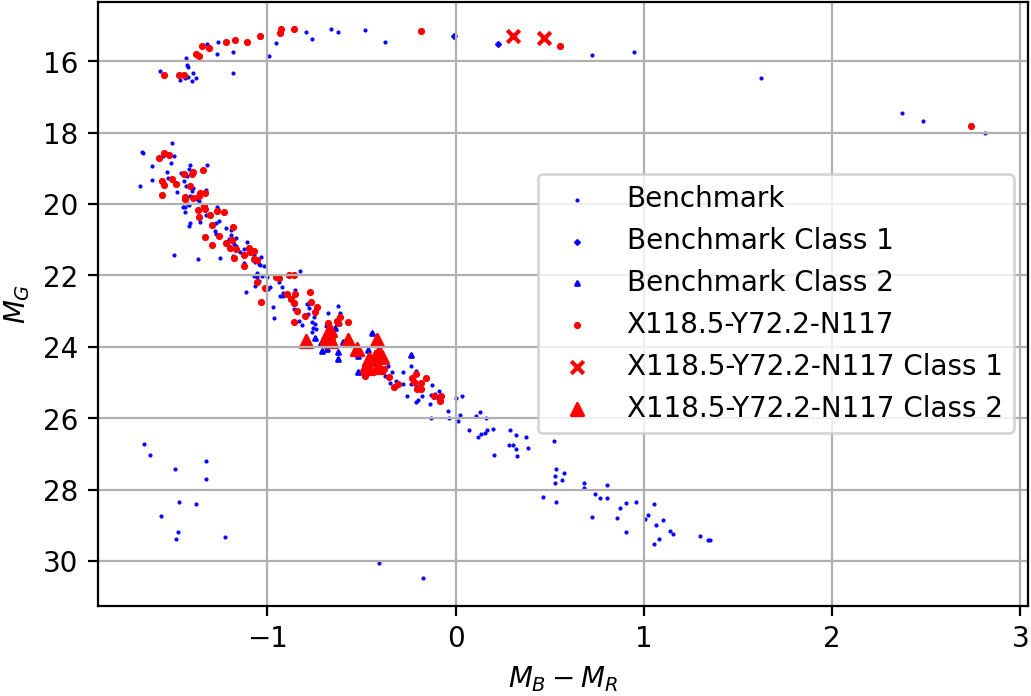 16
18
20
22
24
26
28
30
M_G
−1
0
1
2
3
M_B − M_R
Benchmark
Benchmark Class 1
Benchmark Class 2
X118.5-Y72.2-N117
X118.5-Y72.2-N117 Class 1
X118.5-Y72.2-N117 Class 2